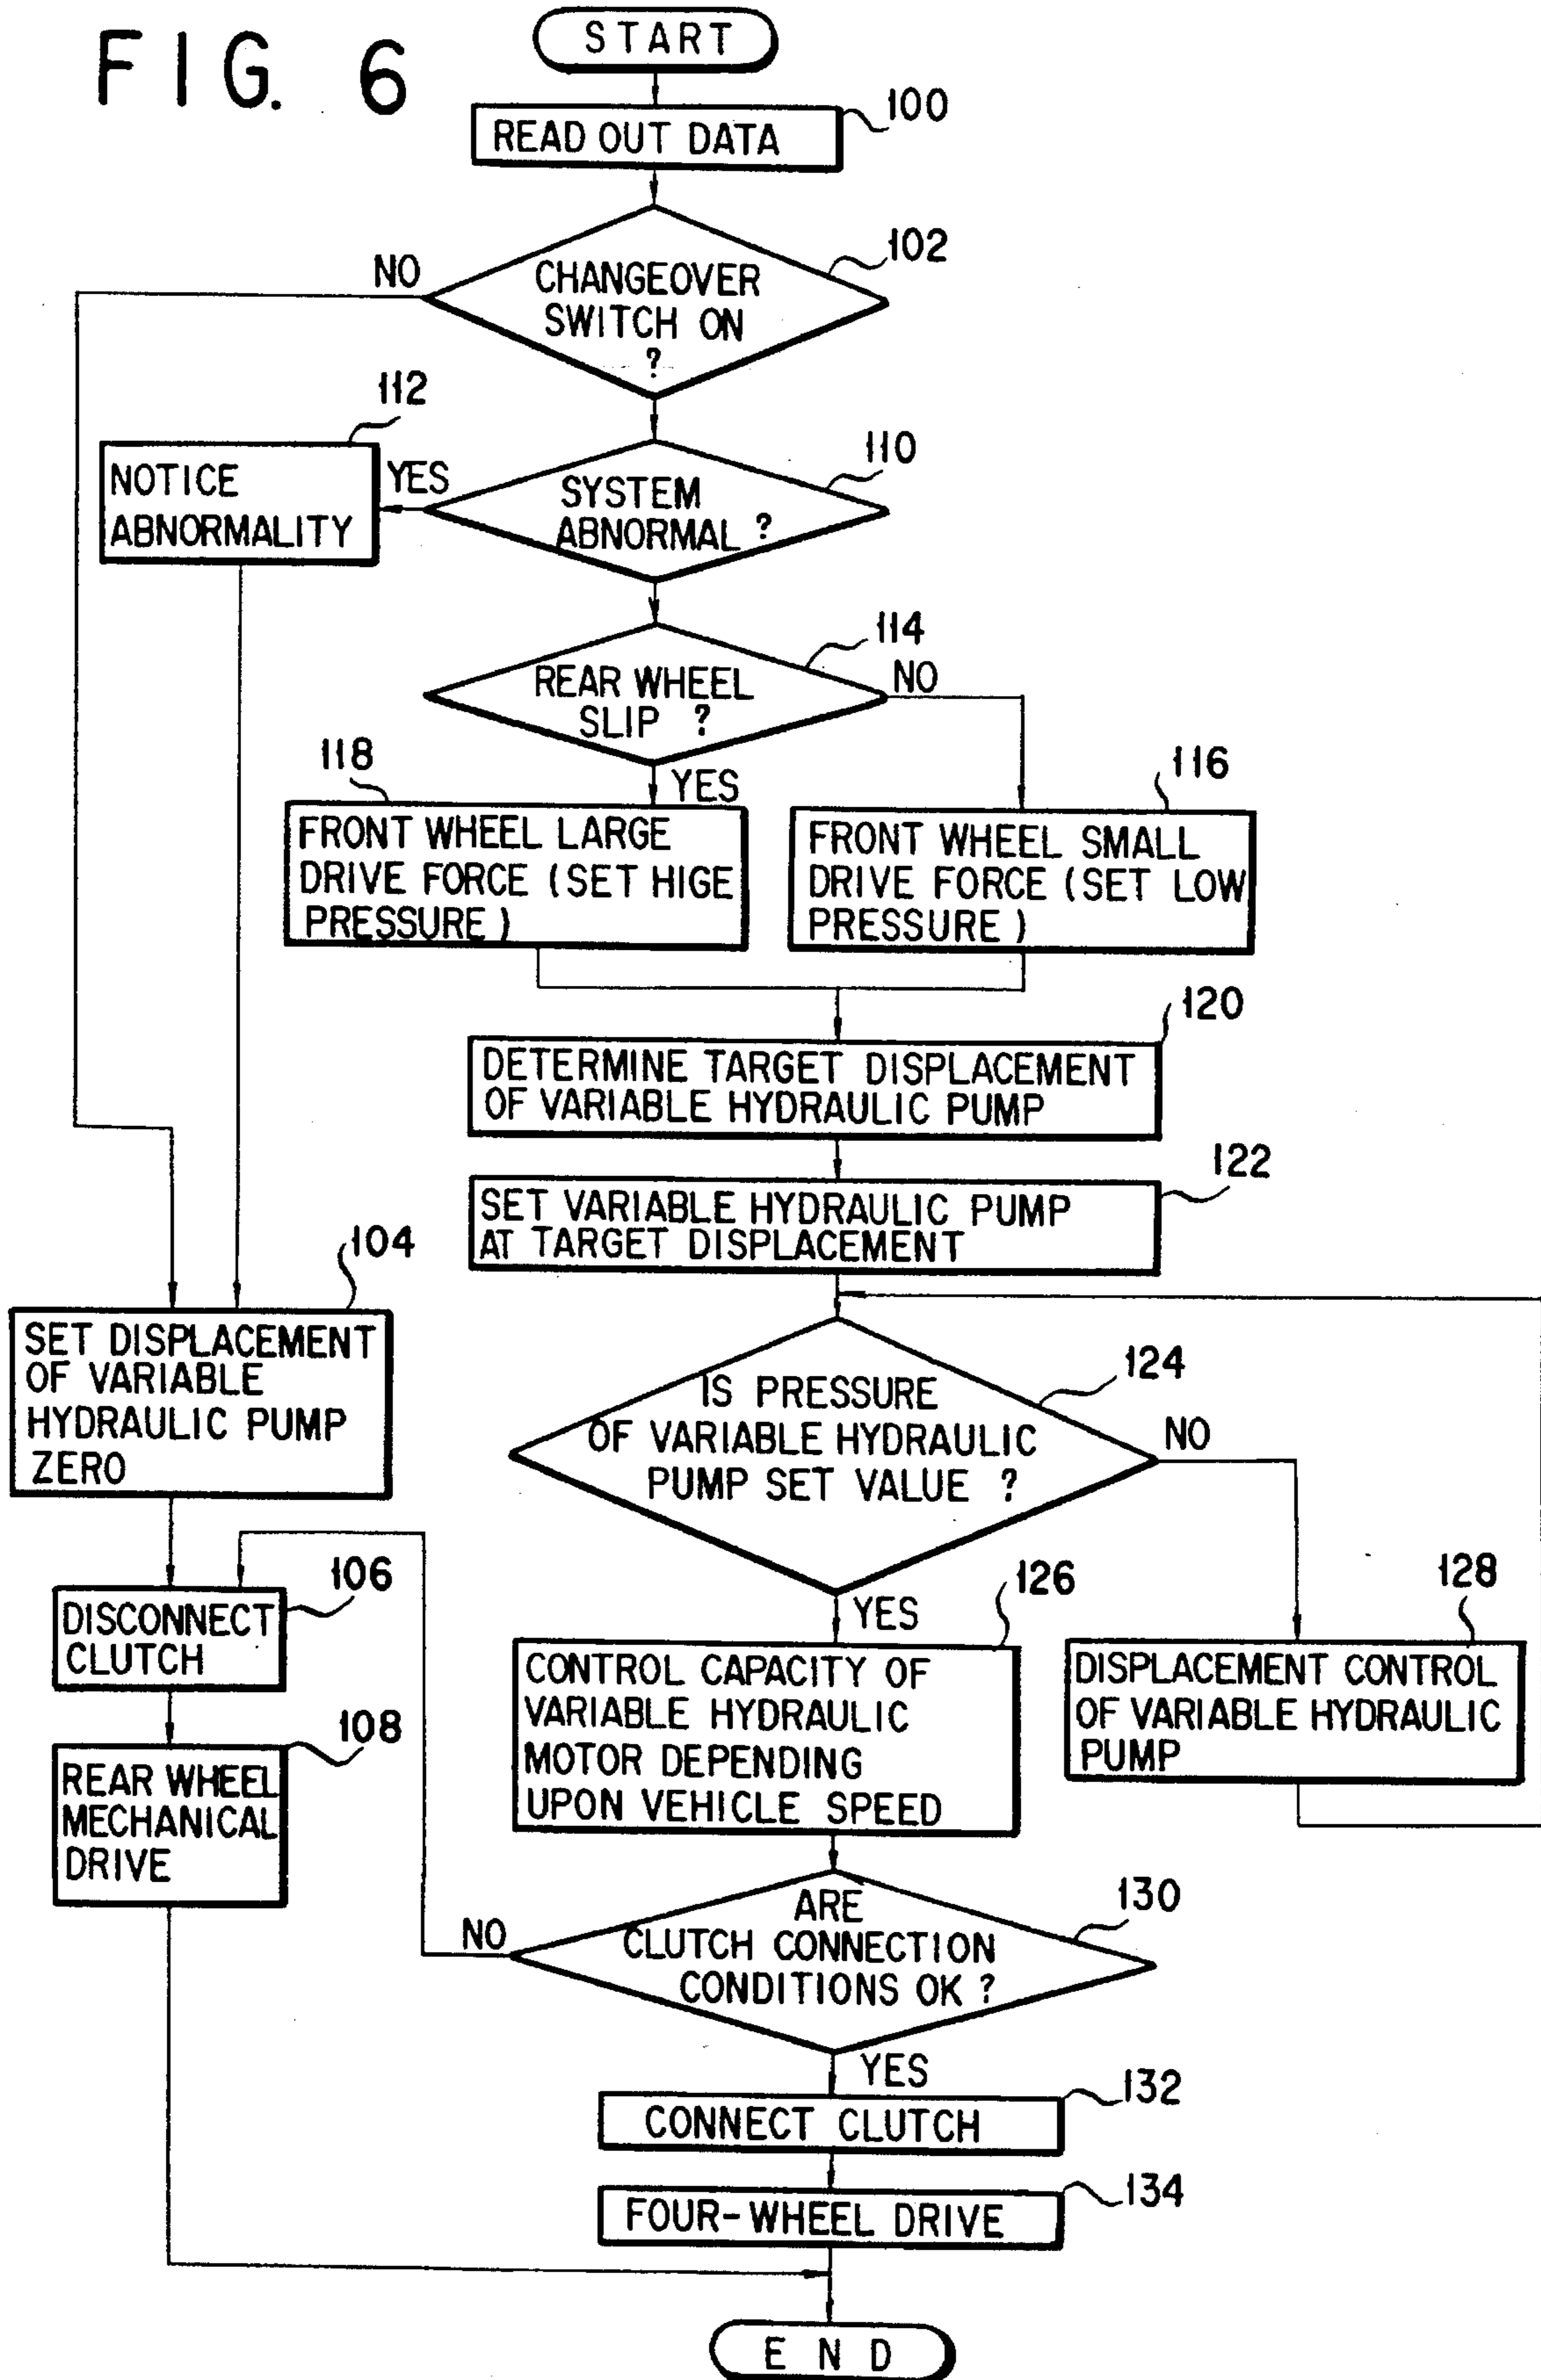 FIG. 6
START
100
READ OUT DATA
102
NO
CHANGEOVER
SWITCH ON
?
112
110
NOTICE
ABNORMALITY
YES
SYSTEM
ABNORMAL ?
114
REAR WHEEL
SLIP ?
NO
118
YES
116
FRONT WHEEL LARGE
DRIVE FORCE (SET HIGE
PRESSURE)
FRONT WHEEL SMALL
DRIVE FORCE (SET LOW
PRESSURE)
120
DETERMINE TARGET DISPLACEMENT
OF VARIABLE HYDRAULIC PUMP
122
SET VARIABLE HYDRAULIC PUMP
AT TARGET DISPLACEMENT
104
SET DISPLACEMENT
OF VARIABLE
HYDRAULIC PUMP
ZERO
124
IS PRESSURE
OF VARIABLE HYDRAULIC
PUMP SET VALUE ?
NO
106
DISCONNECT
CLUTCH
YES
126
128
CONTROL CAPACITY OF
VARIABLE HYDRAULIC
MOTOR DEPENDING
UPON VEHICLE SPEED
DISPLACEMENT CONTROL
OF VARIABLE HYDRAULIC
PUMP
108
REAR WHEEL
MECHANICAL
DRIVE
130
NO
ARE
CLUTCH CONNECTION
CONDITIONS OK ?
YES
132
CONNECT CLUTCH
134
FOUR-WHEEL DRIVE
END